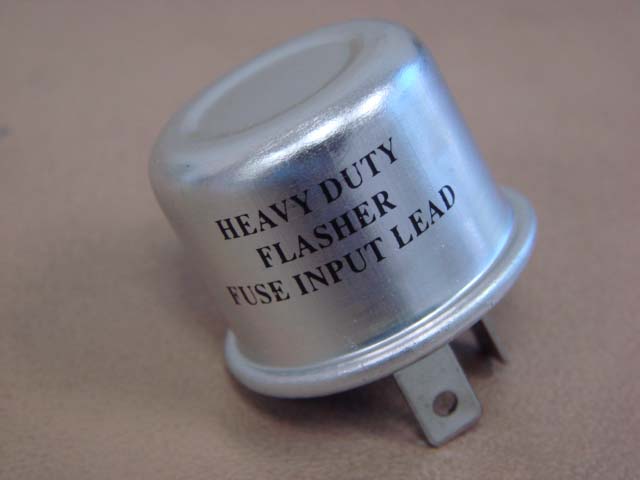 HEAVY DUTY
FLASHER
FUSE INPUT LEAD